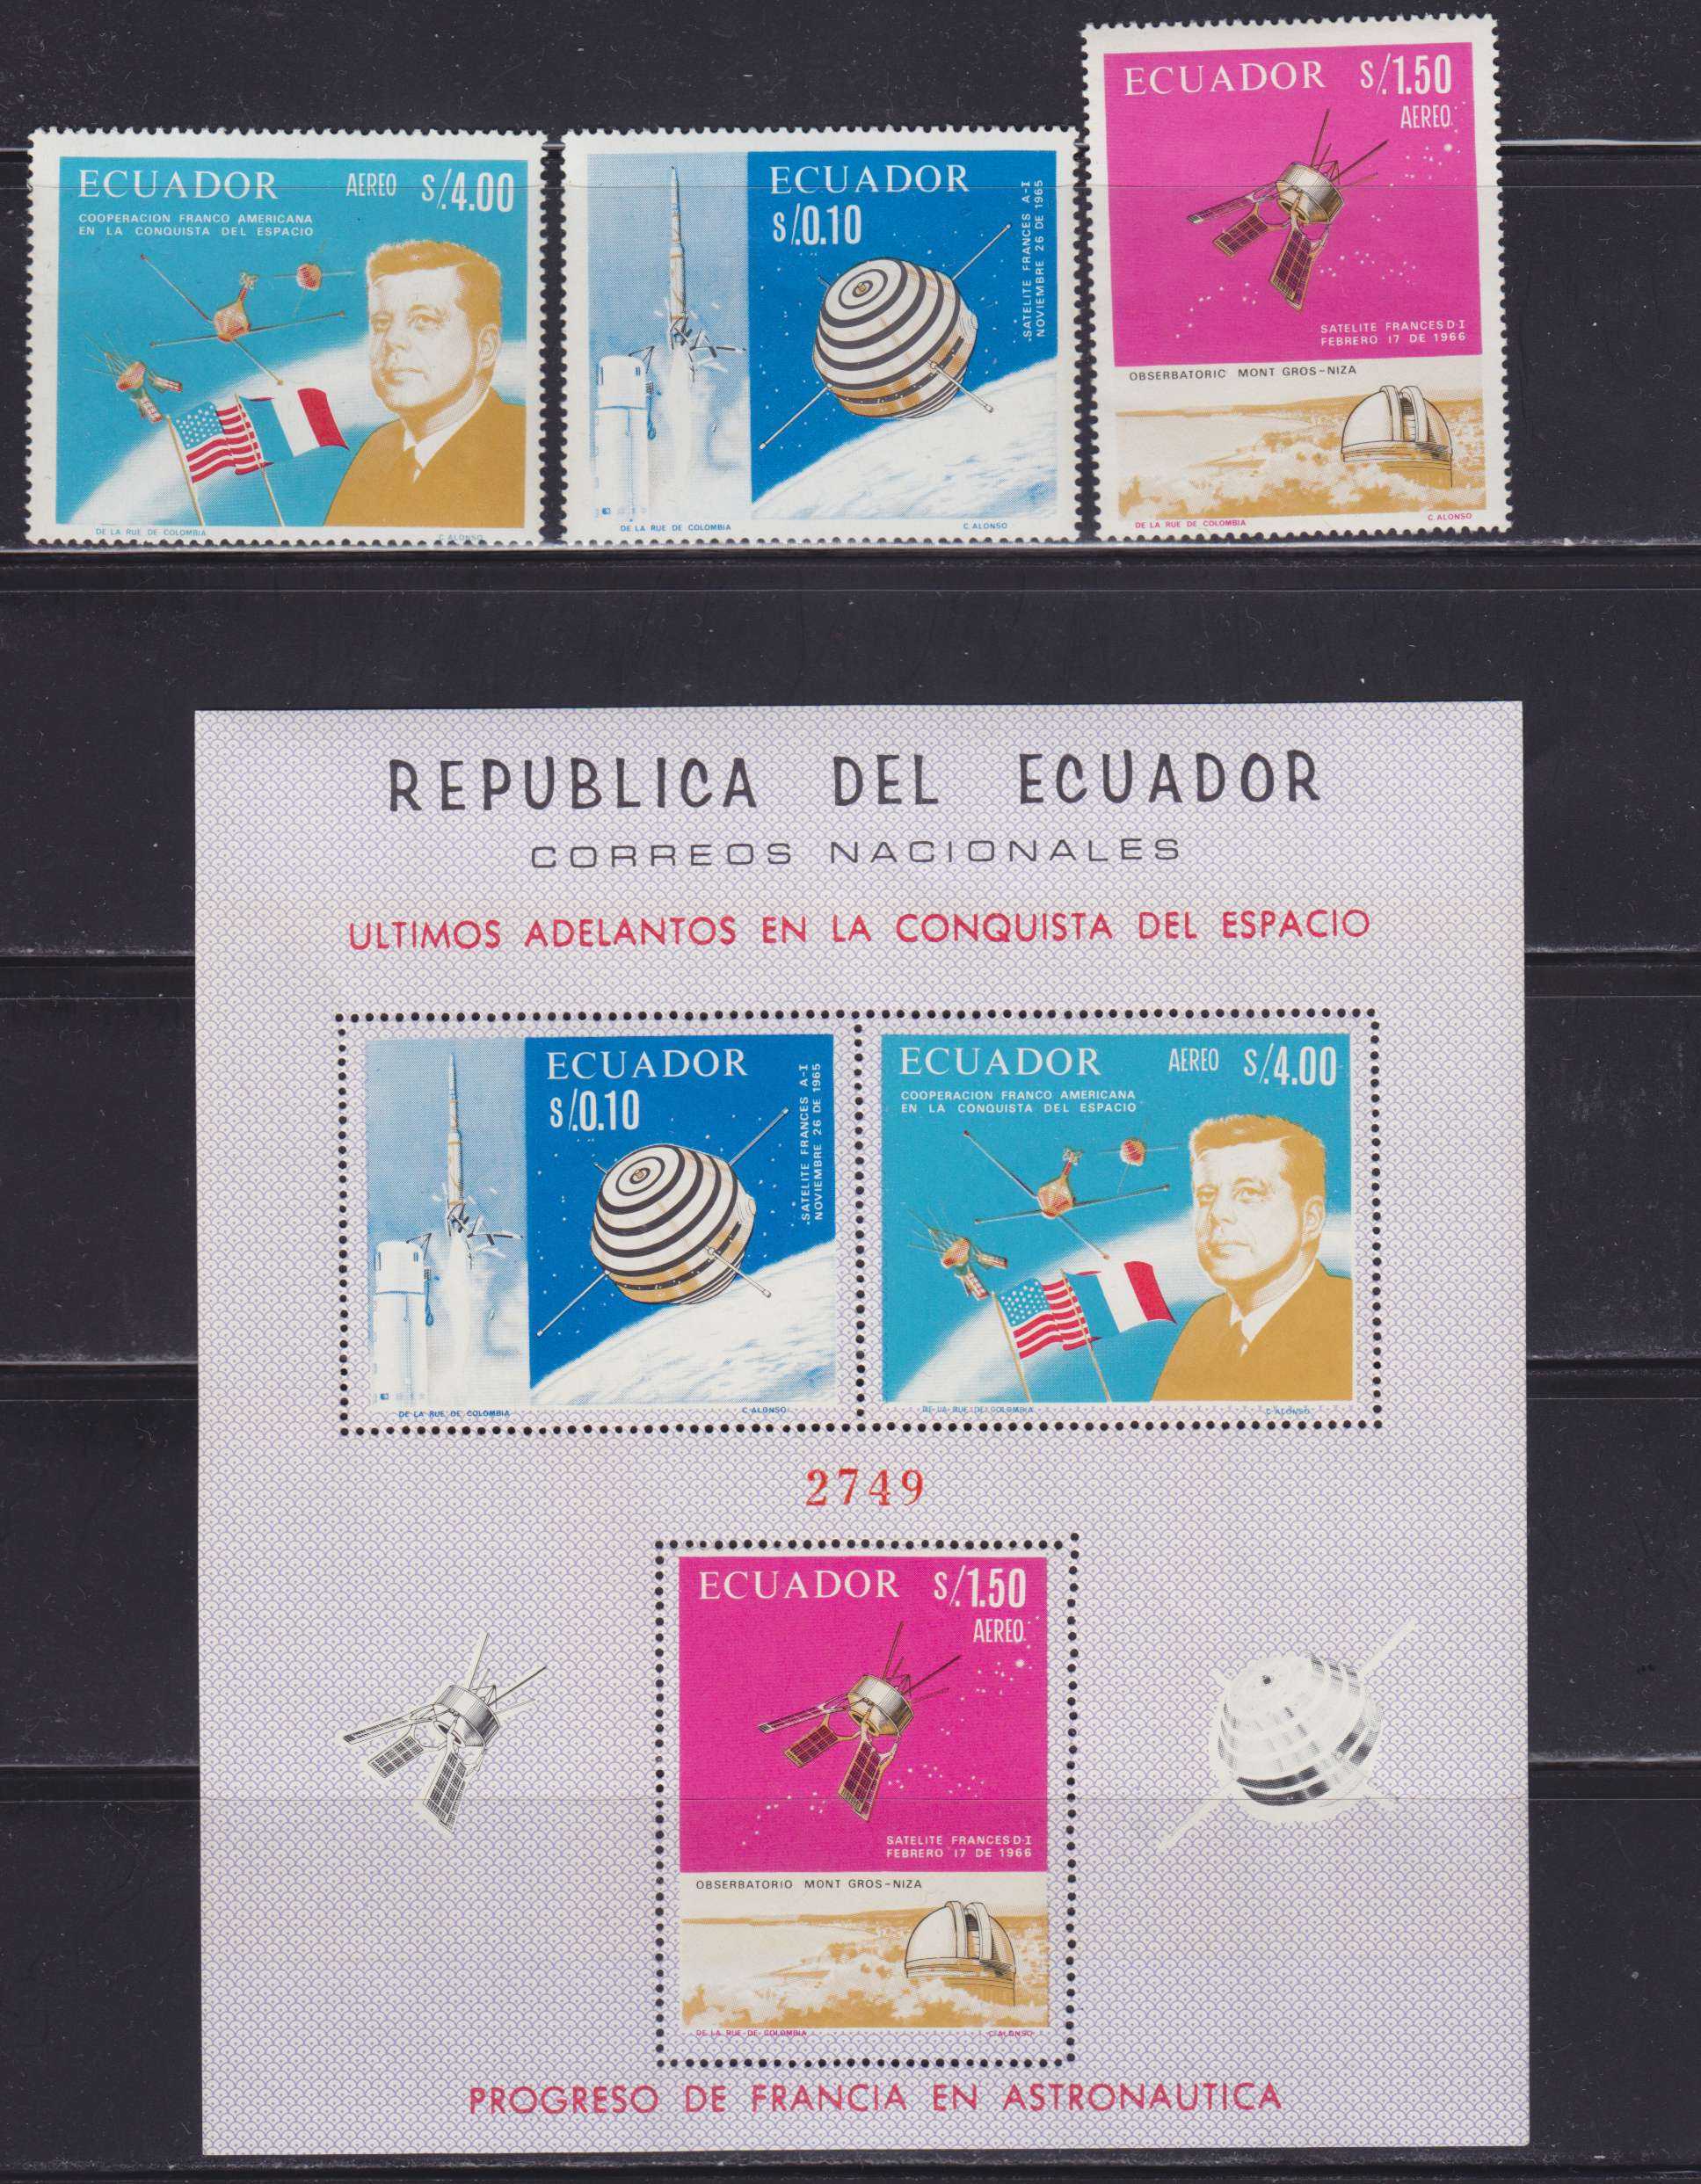 ECUADOR AEREO S/.4.00
COOPERACION FRANCO AMERICANA
EN LA CONQUISTA DEL ESPACIO
DE LA RUE DE COLOMBIA C. ALONSO
ECUADOR
S/.0.10
SATELITE FRANCES A-I
NOVIEMBRE 26 DE 1965
DE LA RUE DE COLOMBIA C. ALONSO
ECUADOR S/.1.50
AEREO
SATELITE FRANCES D-I
FEBRERO 17 DE 1966
OBSERBATORIC MONT GROS-NIZA
DE LA RUE DE COLOMBIA C. ALONSO
REPUBLICA DEL ECUADOR
CORREOS NACIONALES
ULTIMOS ADELANTOS EN LA CONQUISTA DEL ESPACIO
ECUADOR
S/.0.10
SATELITE FRANCES A-I
NOVIEMBRE 26 DE 1965
DE LA RUE DE COLOMBIA C. ALONSO
ECUADOR AEREO S/.4.00
COOPERACION FRANCO AMERICANA
EN LA CONQUISTA DEL ESPACIO
DE LA RUE DE COLOMBIA C. ALONSO
2749
ECUADOR S/.1.50
AEREO
SATELITE FRANCES D-I
FEBRERO 17 DE 1966
OBSERBATORIO MONT GROS-NIZA
DE LA RUE DE COLOMBIA C. ALONSO
PROGRESO DE FRANCIA EN ASTRONAUTICA